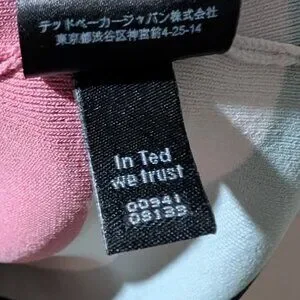 テッドベーカージャパン株式会社
東京都渋谷区神宮前4-25-14
In Ted
we trust
00941
09133